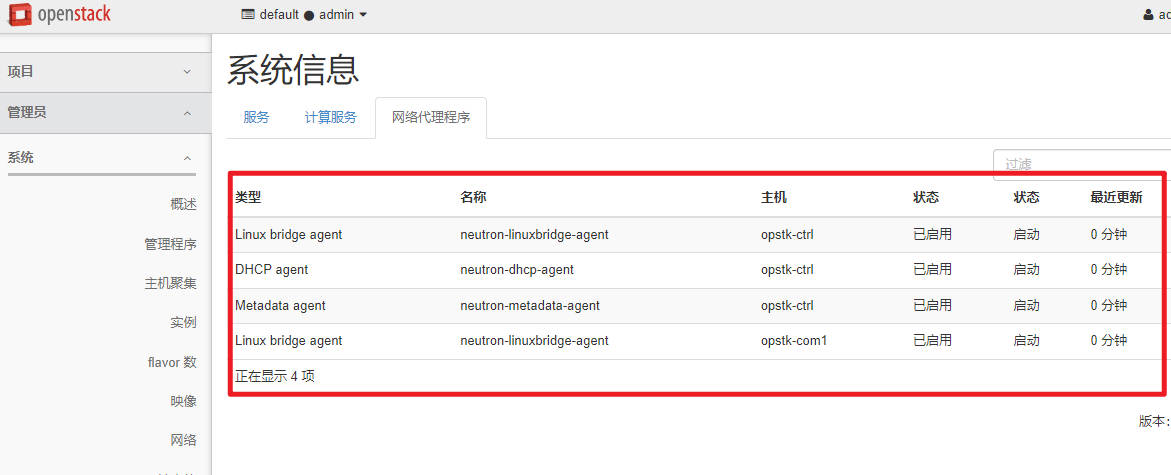 openstack default ● admin ad
项目
管理员
系统
概述
管理程序
主机聚集
实例
flavor 数
映像
网络
系统信息
服务 计算服务 网络代理程序
过滤
类型 名称 主机 状态 状态 最近更新
Linux bridge agent neutron-linuxbridge-agent opstk-ctrl 已启用 启动 0 分钟
DHCP agent neutron-dhcp-agent opstk-ctrl 已启用 启动 0 分钟
Metadata agent neutron-metadata-agent opstk-ctrl 已启用 启动 0 分钟
Linux bridge agent neutron-linuxbridge-agent opstk-com1 已启用 启动 0 分钟
正在显示 4 项
版本: